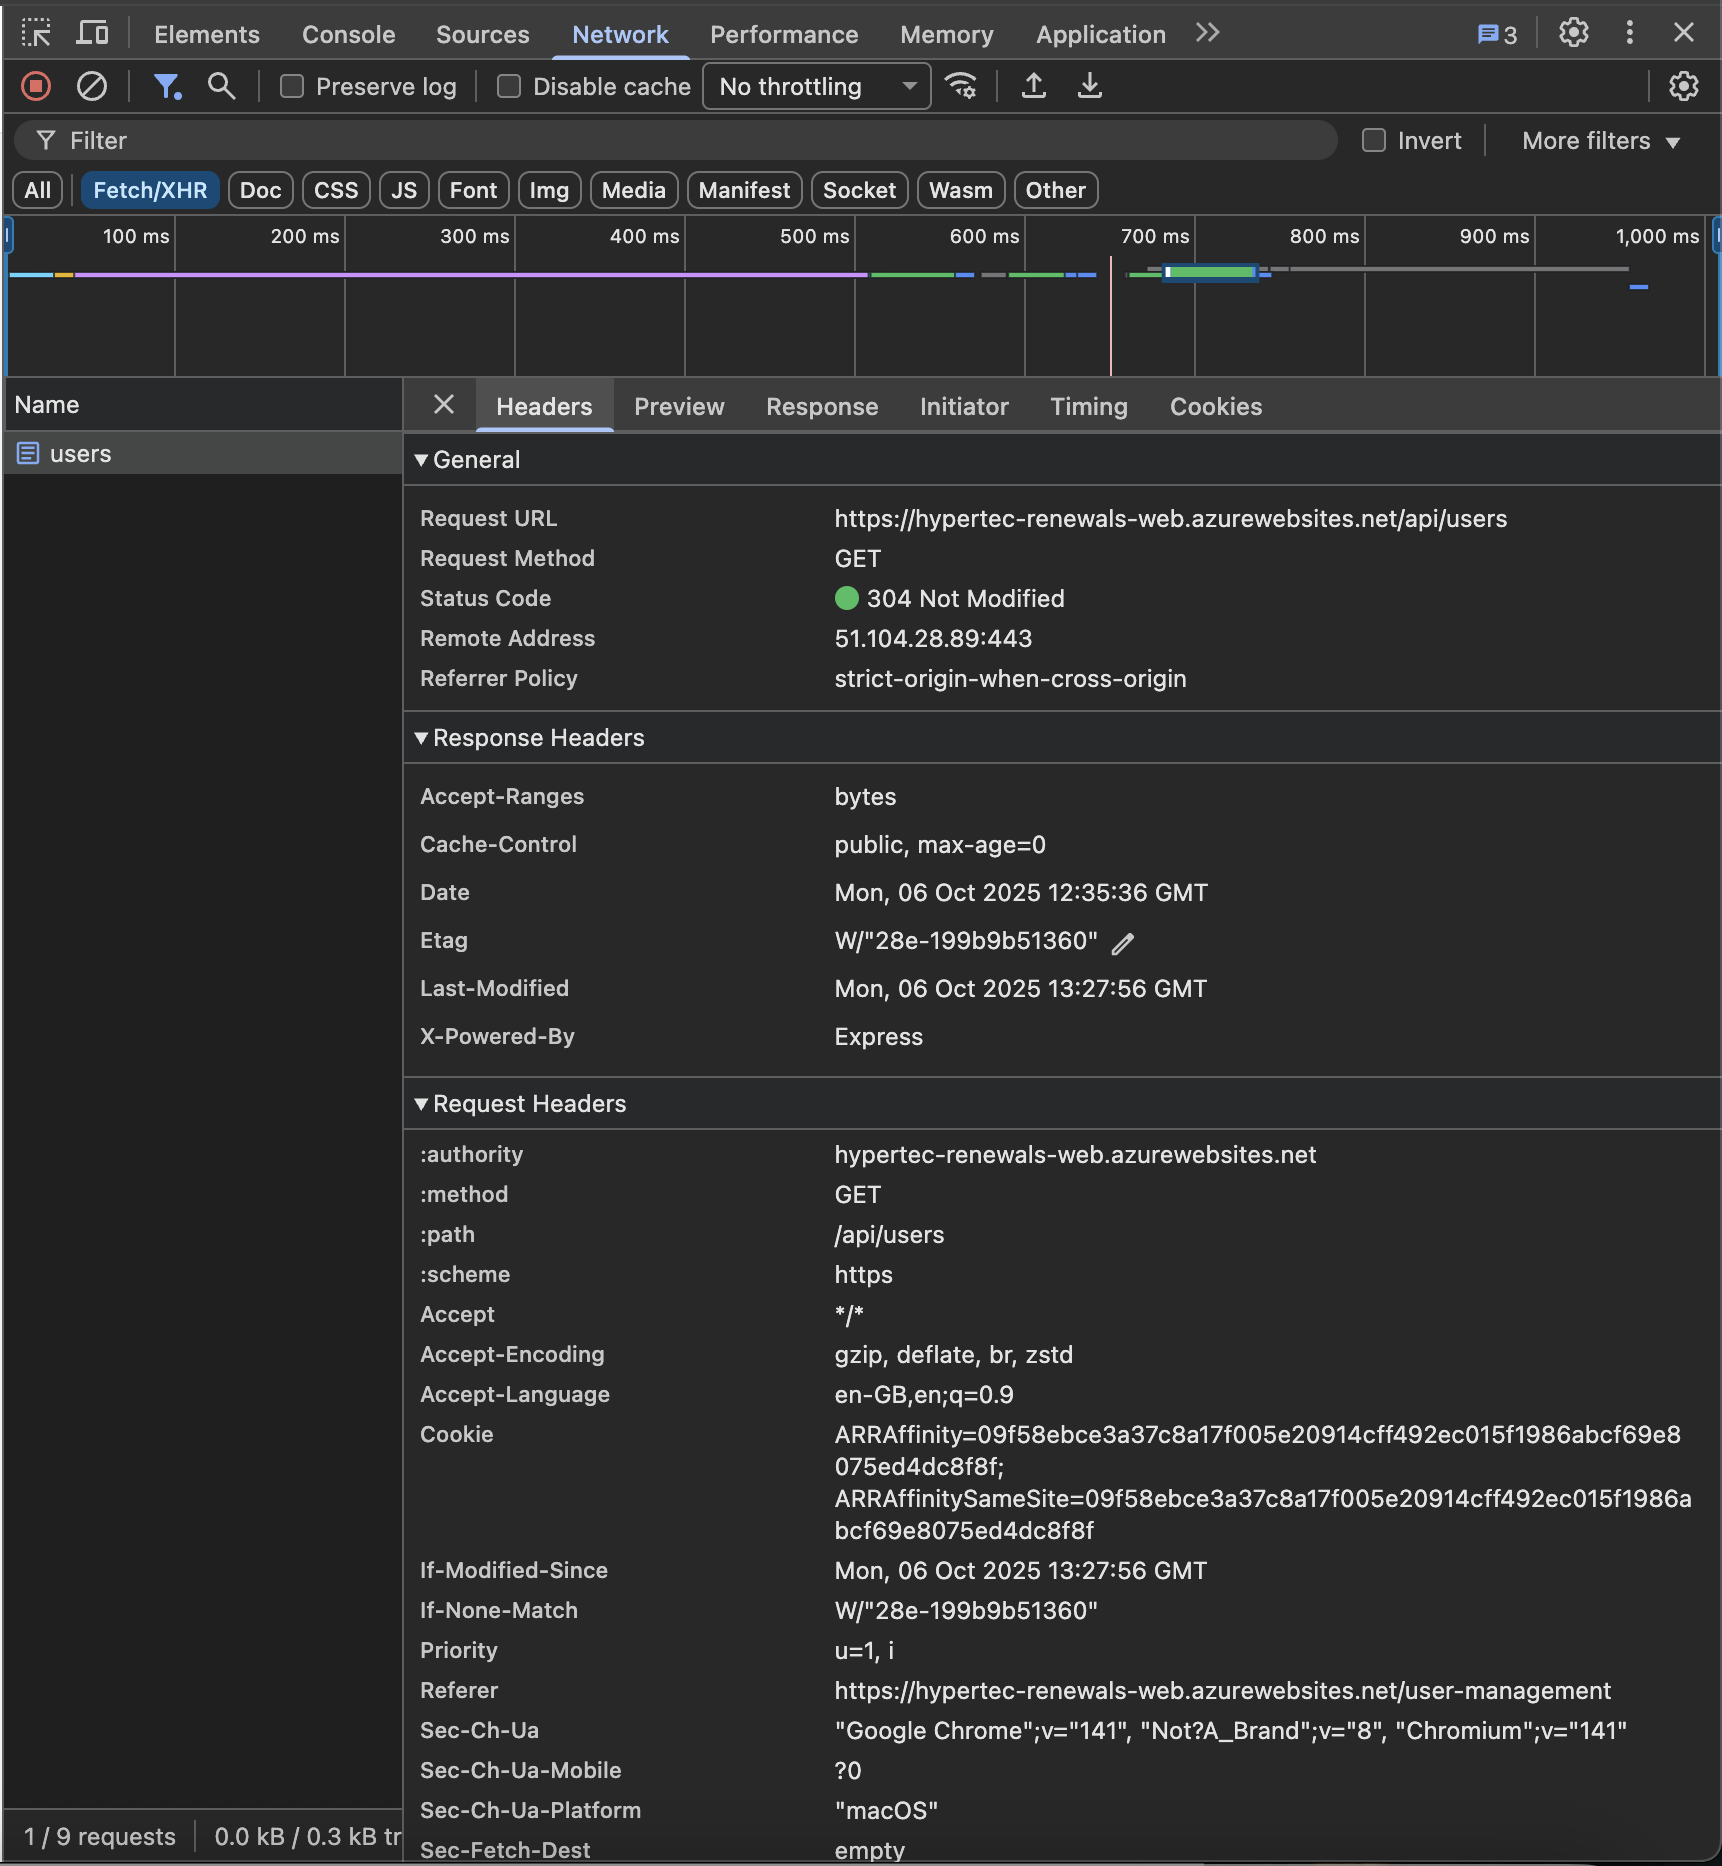 Elements Console Sources Network Performance Memory Application 3
Preserve log Disable cache No throttling
Filter Invert More filters
All Fetch/XHR Doc CSS JS Font Img Media Manifest Socket Wasm Other
100 ms 200 ms 300 ms 400 ms 500 ms 600 ms 700 ms 800 ms 900 ms 1,000 ms
Name Headers Preview Response Initiator Timing Cookies
users
General
Request URL https://hypertec-renewals-web.azurewebsites.net/api/users
Request Method GET
Status Code 304 Not Modified
Remote Address 51.104.28.89:443
Referrer Policy strict-origin-when-cross-origin
Response Headers
Accept-Ranges bytes
Cache-Control public, max-age=0
Date Mon, 06 Oct 2025 12:35:36 GMT
Etag W/"28e-199b9b51360"
Last-Modified Mon, 06 Oct 2025 13:27:56 GMT
X-Powered-By Express
Request Headers
:authority hypertec-renewals-web.azurewebsites.net
:method GET
:path /api/users
:scheme https
Accept */*
Accept-Encoding gzip, deflate, br, zstd
Accept-Language en-GB,en;q=0.9
Cookie ARRAffinity=09f58ebce3a37c8a17f005e20914cff492ec015f1986abcf69e8
075ed4dc8f8f;
ARRAffinitySameSite=09f58ebce3a37c8a17f005e20914cff492ec015f1986a
bcf69e8075ed4dc8f8f
If-Modified-Since Mon, 06 Oct 2025 13:27:56 GMT
If-None-Match W/"28e-199b9b51360"
Priority u=1, i
Referer https://hypertec-renewals-web.azurewebsites.net/user-management
Sec-Ch-Ua "Google Chrome";v="141", "Not?A_Brand";v="8", "Chromium";v="141"
Sec-Ch-Ua-Mobile ?0
Sec-Ch-Ua-Platform "macOS"
Sec-Fetch-Dest empty
1 / 9 requests 0.0 kB / 0.3 kB tr